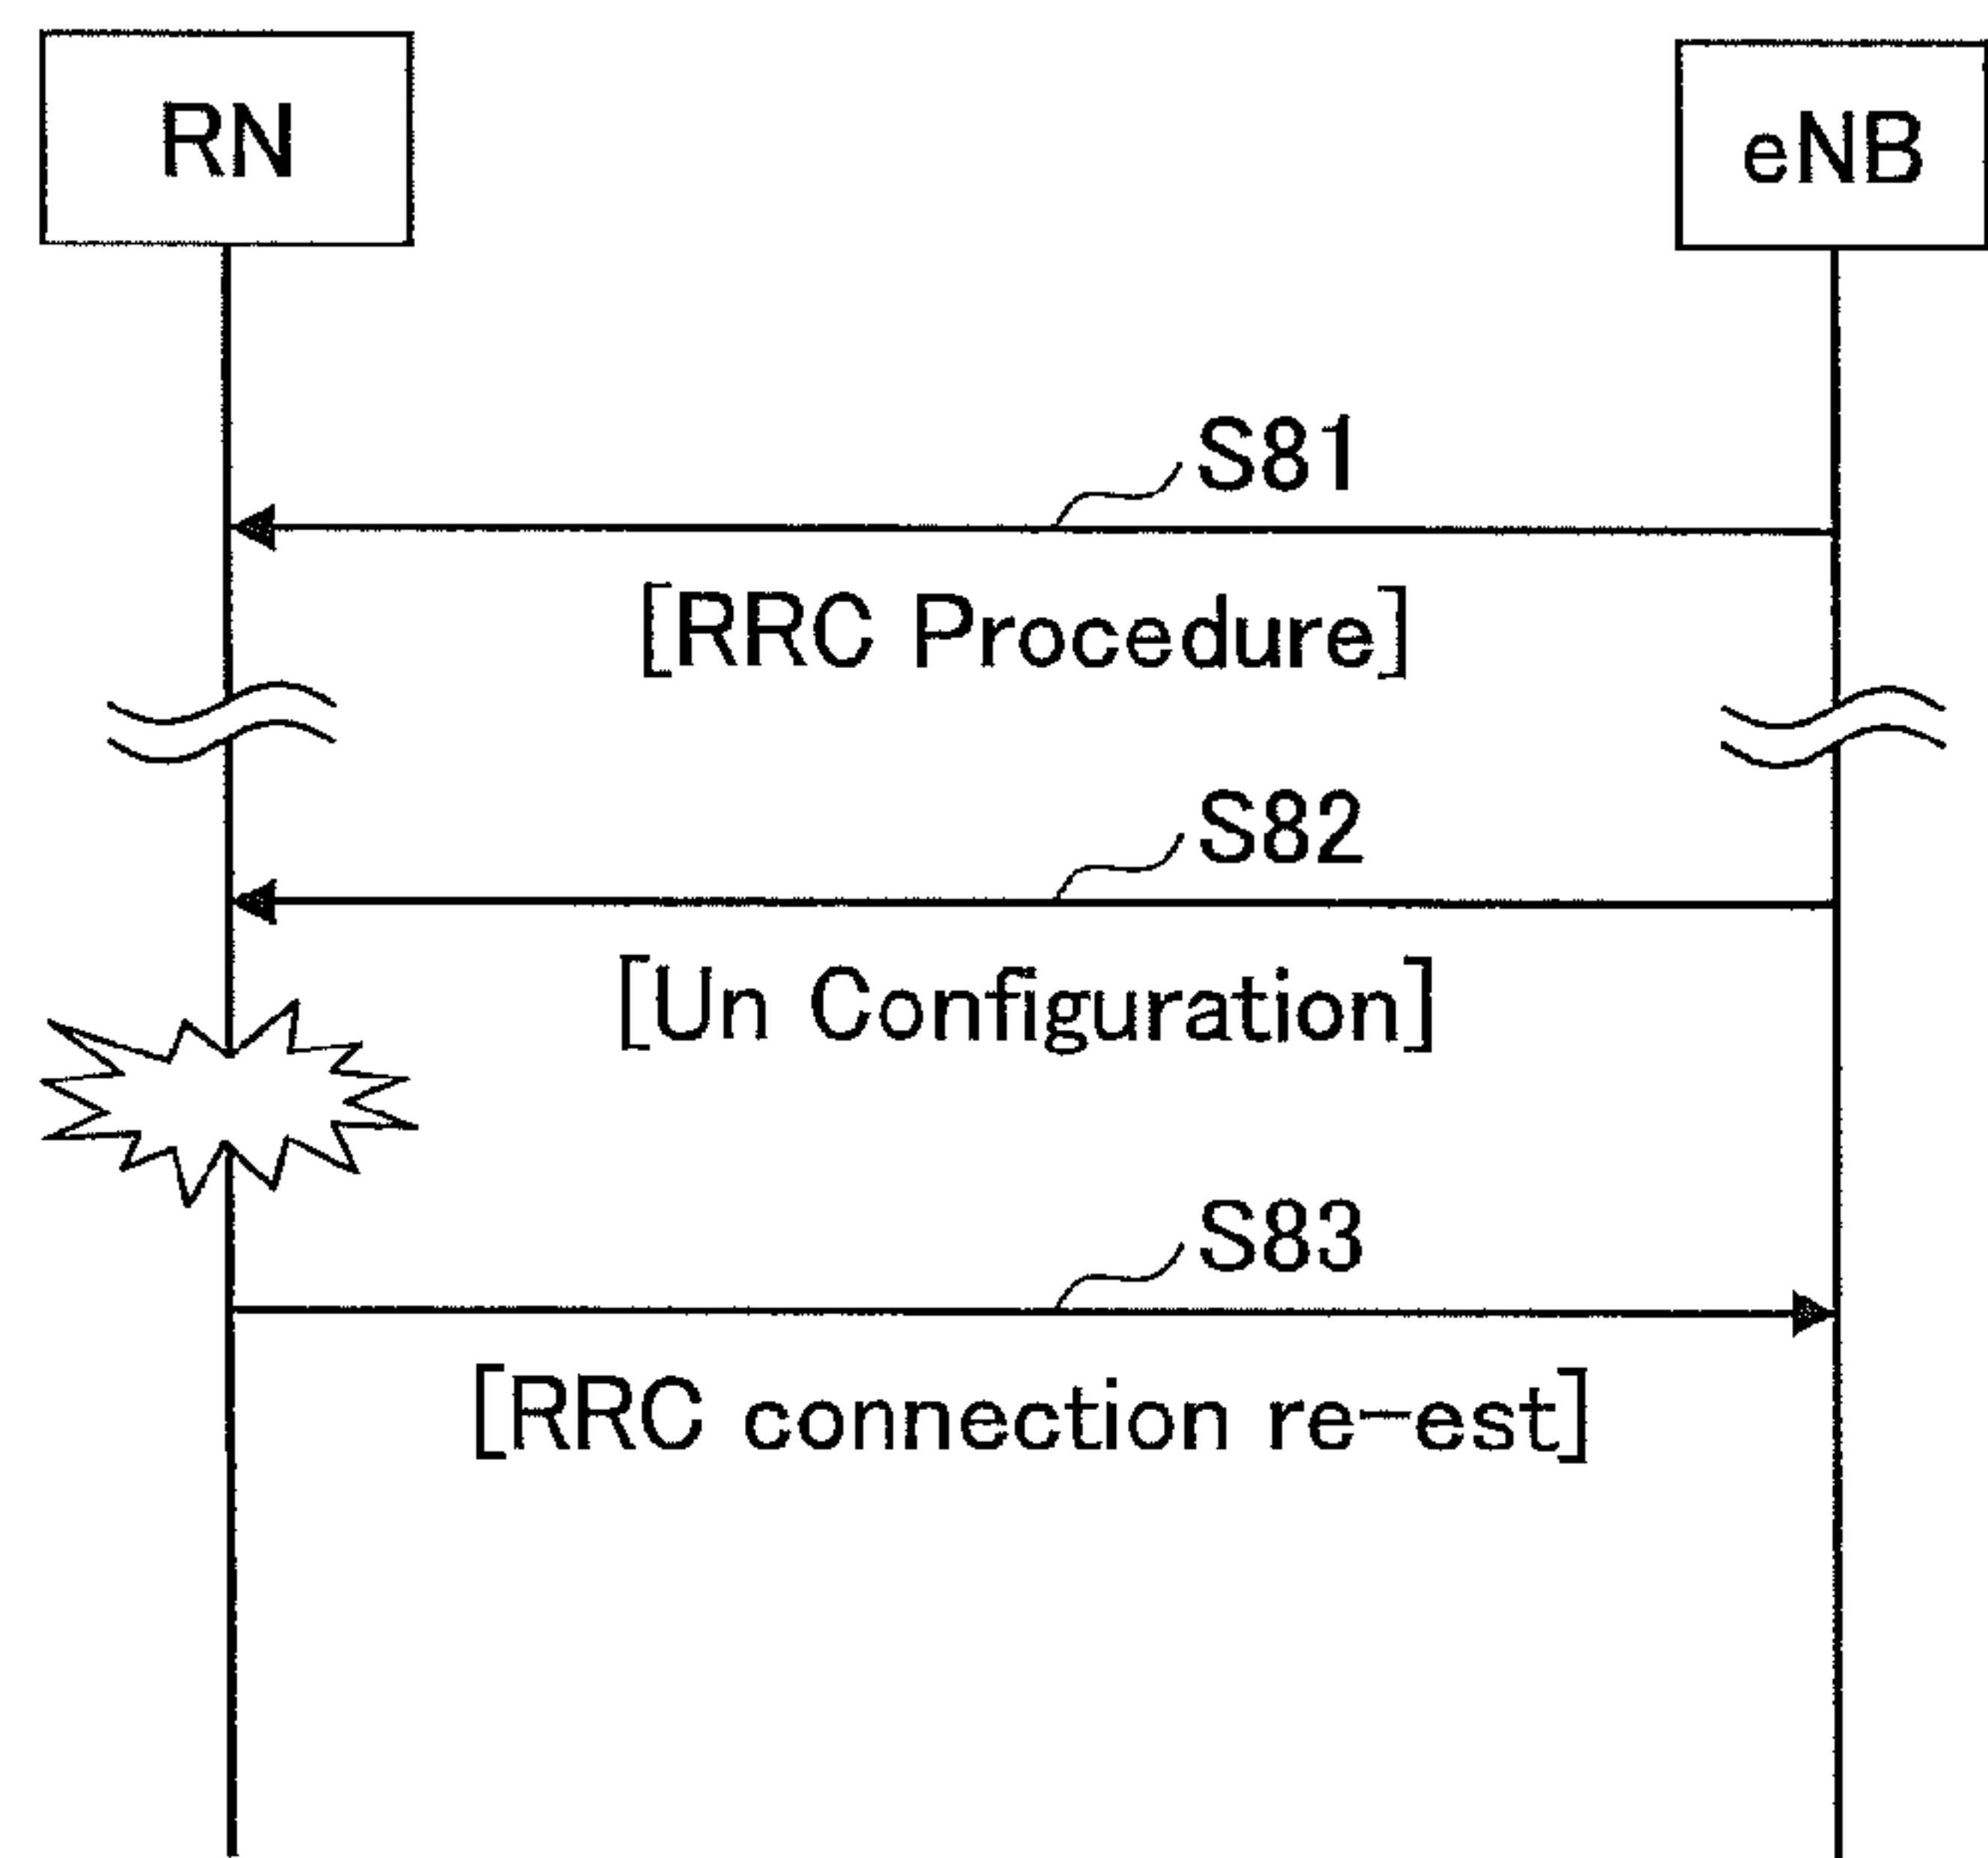 RN
eNB
S81
[RRC Procedure]
S82
[Un Configuration]
S83
[RRC connection re-est]